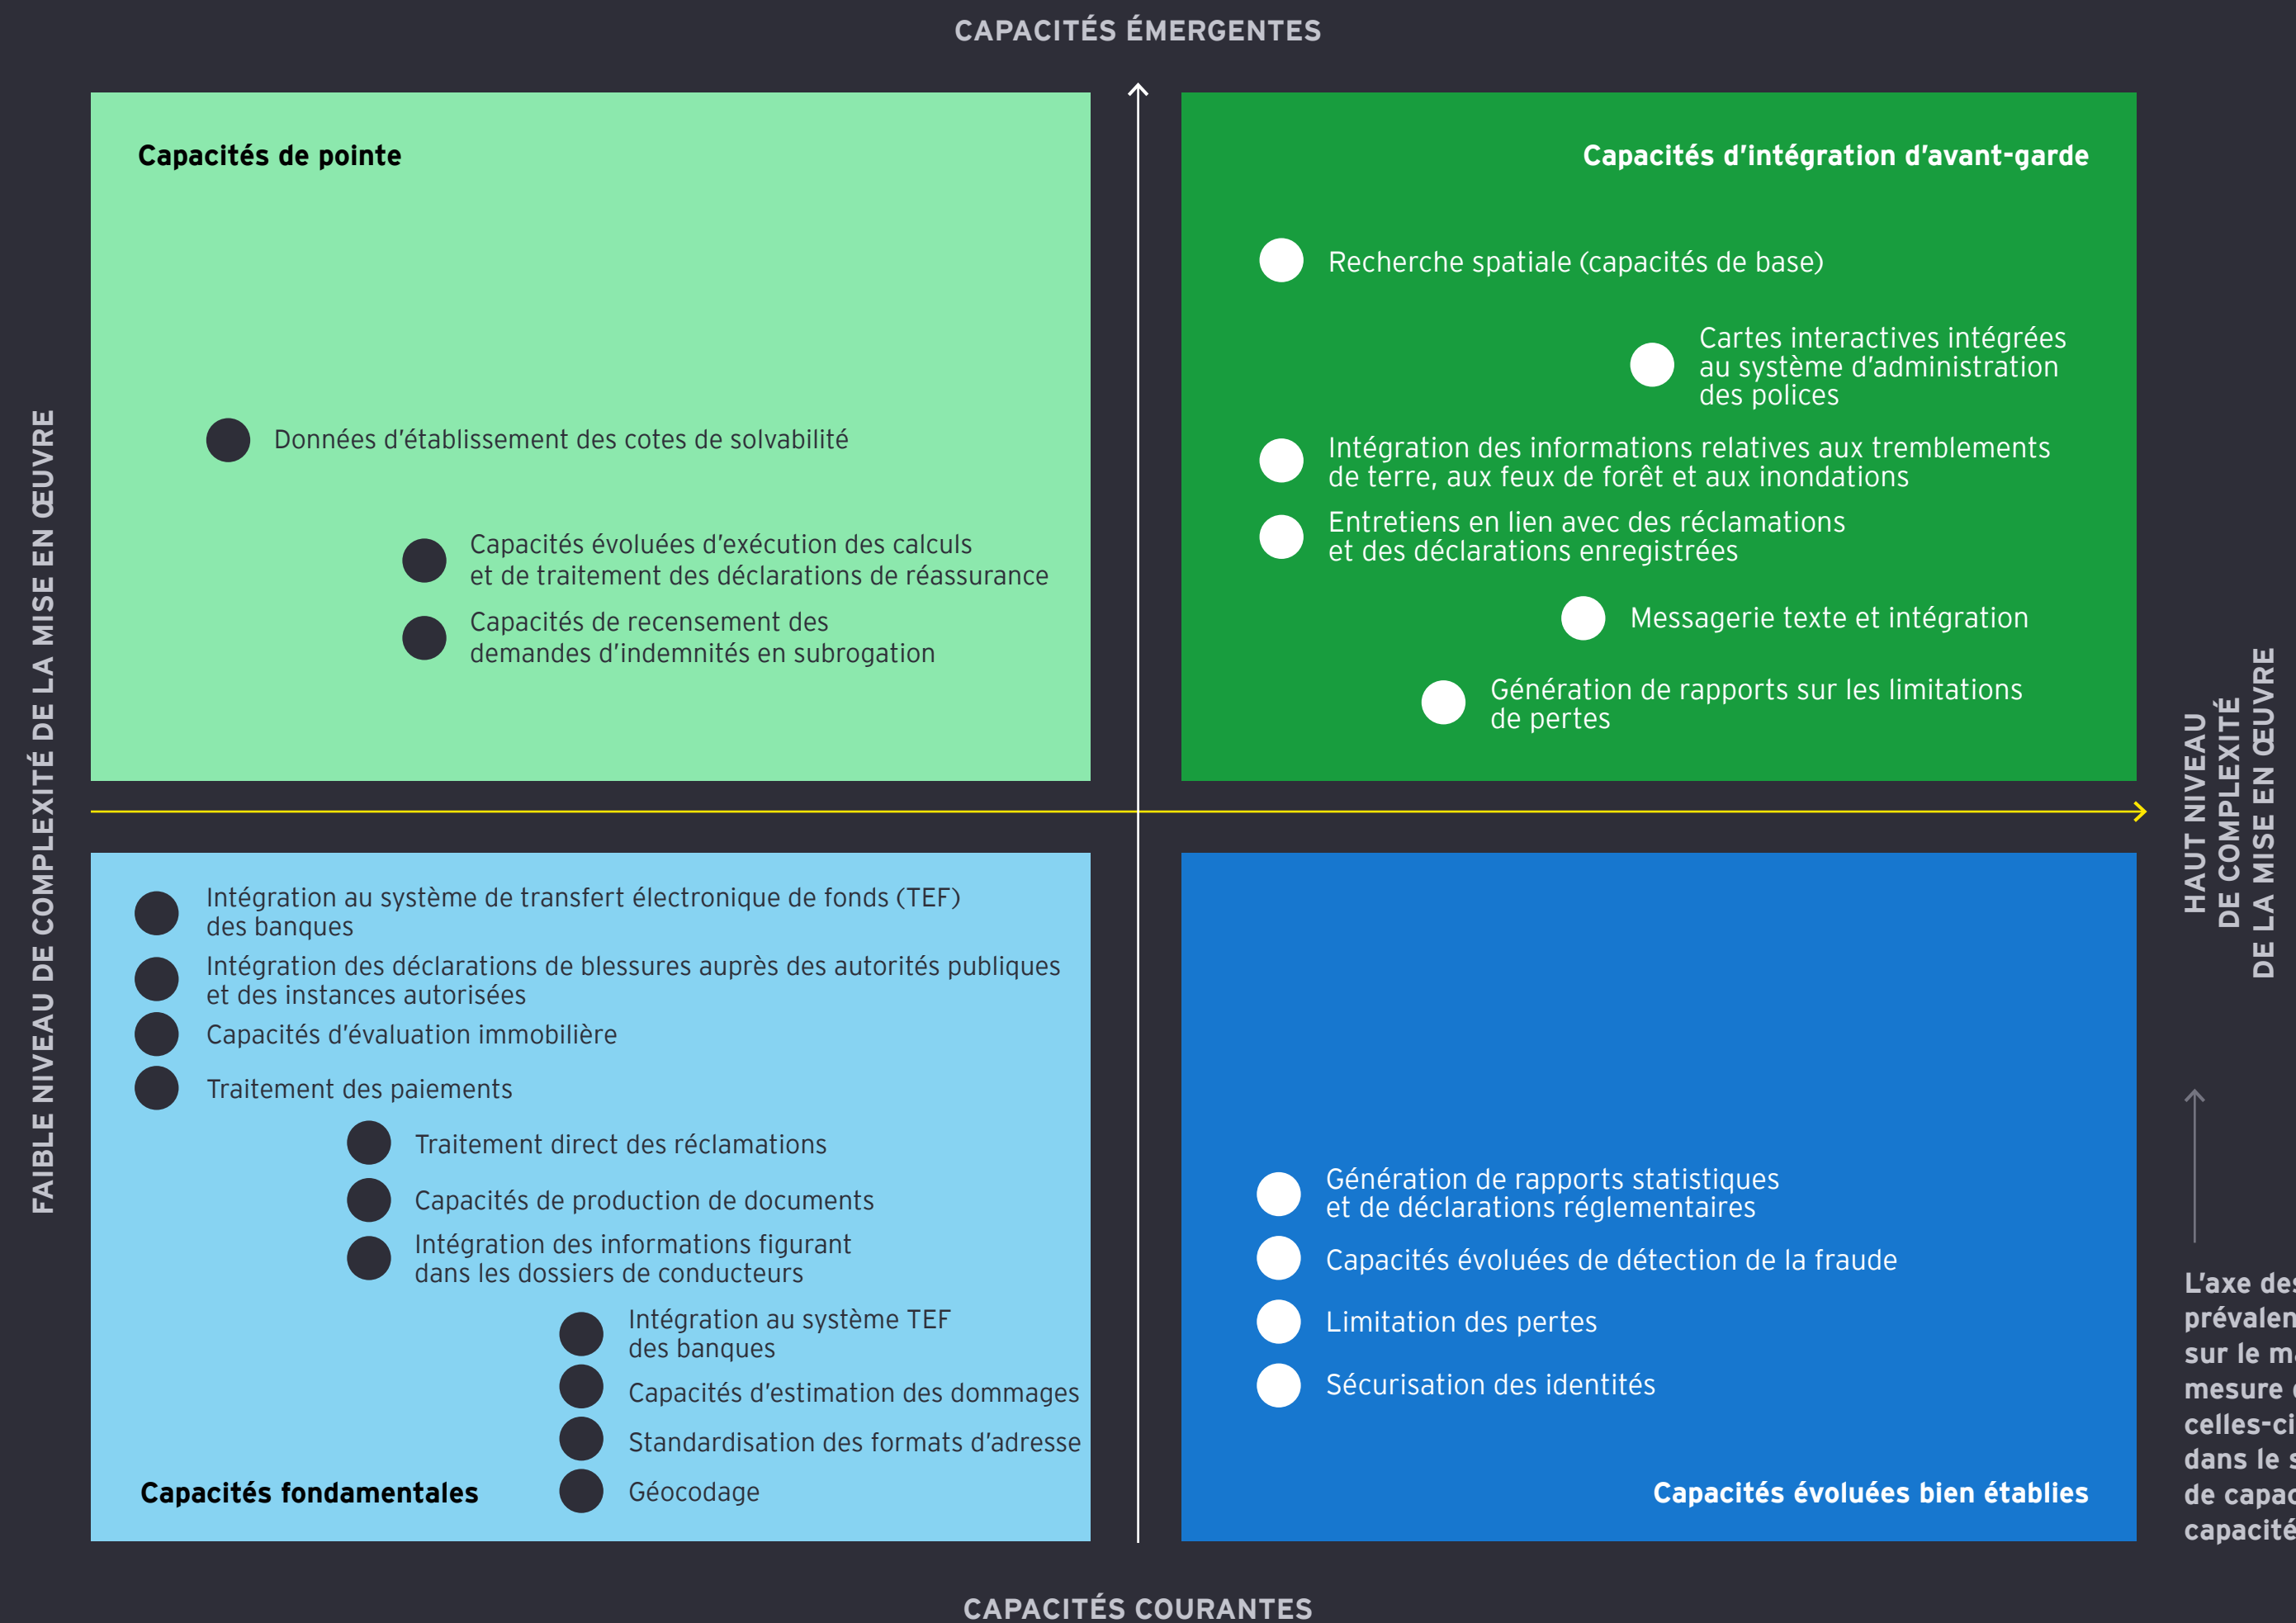 CAPACITÉS ÉMERGENTES
FAIBLE NIVEAU DE COMPLEXITÉ DE LA MISE EN ŒUVRE
Capacités de pointe
Données d’établissement des cotes de solvabilité
Capacités évoluées d’exécution des calculs
et de traitement des déclarations de réassurance
Capacités de recensement des
demandes d’indemnités en subrogation
Capacités d’intégration d’avant-garde
Recherche spatiale (capacités de base)
Cartes interactives intégrées
au système d’administration
des polices
Intégration des informations relatives aux tremblements
de terre, aux feux de forêt et aux inondations
Entretiens en lien avec des réclamations
et des déclarations enregistrées
Messagerie texte et intégration
Génération de rapports sur les limitations
de pertes
Intégration au système de transfert électronique de fonds (TEF)
des banques
Intégration des déclarations de blessures auprès des autorités publiques
et des instances autorisées
Capacités d’évaluation immobilière
Traitement des paiements
Traitement direct des réclamations
Capacités de production de documents
Intégration des informations figurant
dans les dossiers de conducteurs
Intégration au système TEF
des banques
Capacités d’estimation des dommages
Standardisation des formats d’adresse
Géocodage
Capacités fondamentales
Génération de rapports statistiques
et de déclarations réglementaires
Capacités évoluées de détection de la fraude
Limitation des pertes
Sécurisation des identités
Capacités évoluées bien établies
HAUT NIVEAU
DE COMPLEXITÉ
DE LA MISE EN ŒUVRE
L’axe
sur le
mesure
celles-ci
dans le
de
CAPACITÉS COURANTES